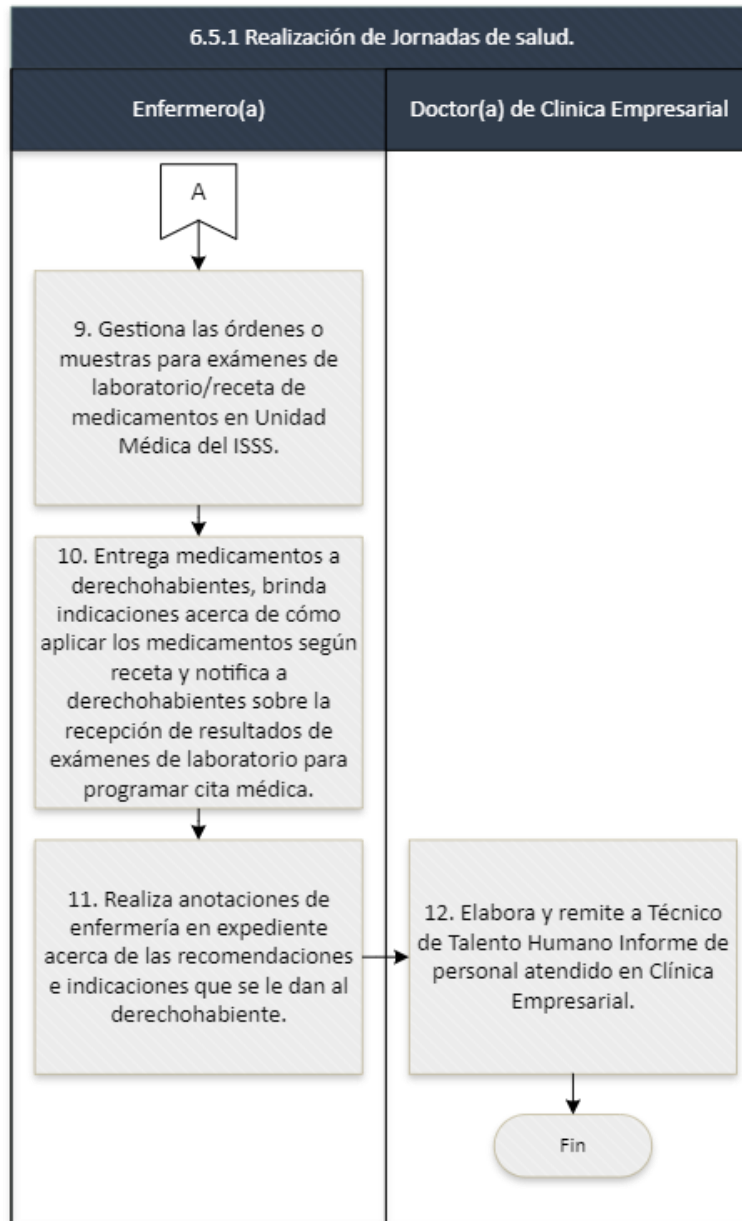 6.5.1 Realización de Jornadas de salud.
Enfermero(a)
Doctor(a) de Clinica Empresarial
A
9. Gestiona las órdenes o
muestras para exámenes de
laboratorio/receta de
medicamentos en Unidad
Médica del ISSS.
10. Entrega medicamentos a
derechohabientes, brinda
indicaciones acerca de cómo
aplicar los medicamentos según
receta y notifica a
derechohabientes sobre la
recepción de resultados de
exámenes de laboratorio para
programar cita médica.
11. Realiza anotaciones de
enfermería en expediente
acerca de las recomendaciones
e indicaciones que se le dan al
derechohabiente.
12. Elabora y remite a Técnico
de Talento Humano Informe de
personal atendido en Clínica
Empresarial.
Fin